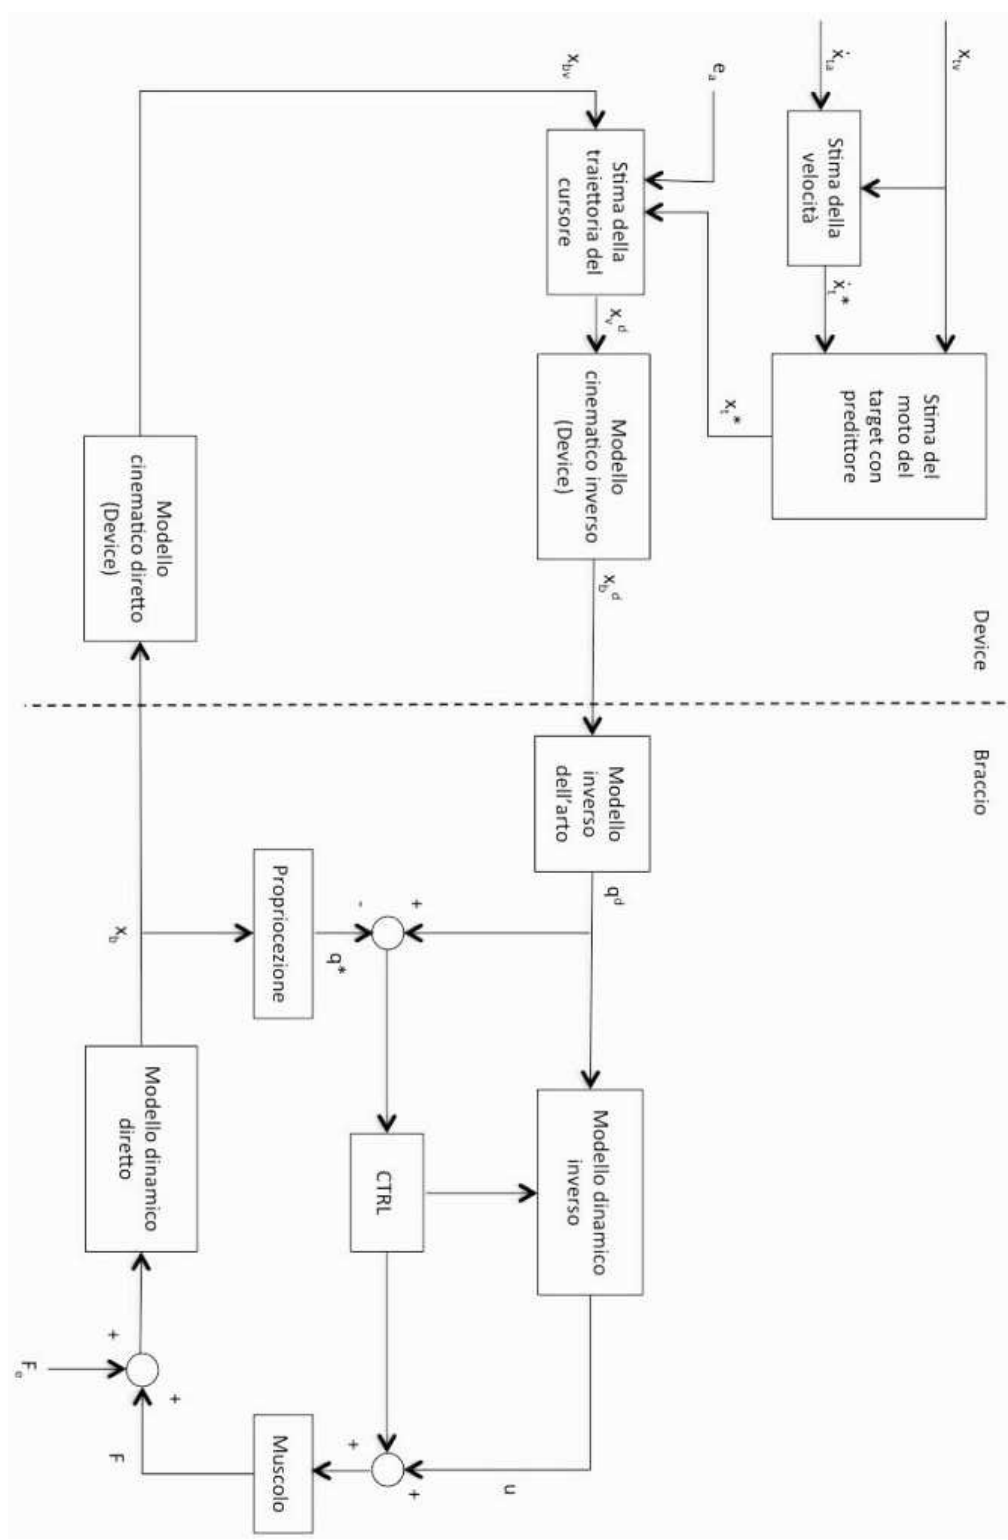 Device
Braccio
x_tv
ẋ_ta
e_a
x_bv
Stima della
velocità
ẋ_t*
Stima del
moto del
target con
predittore
x_t*
Stima della
traiettoria del
cursore
x_v^d
Modello
cinematico inverso
(Device)
x_b^d
Modello
inverso
dell'arto
q^d
Modello dinamico
inverso
u
+
-
q*
CTRL
+
+
Propriocezione
Muscolo
Modello
cinematico diretto
(Device)
x_b
Modello dinamico
diretto
+
+
F
F_e